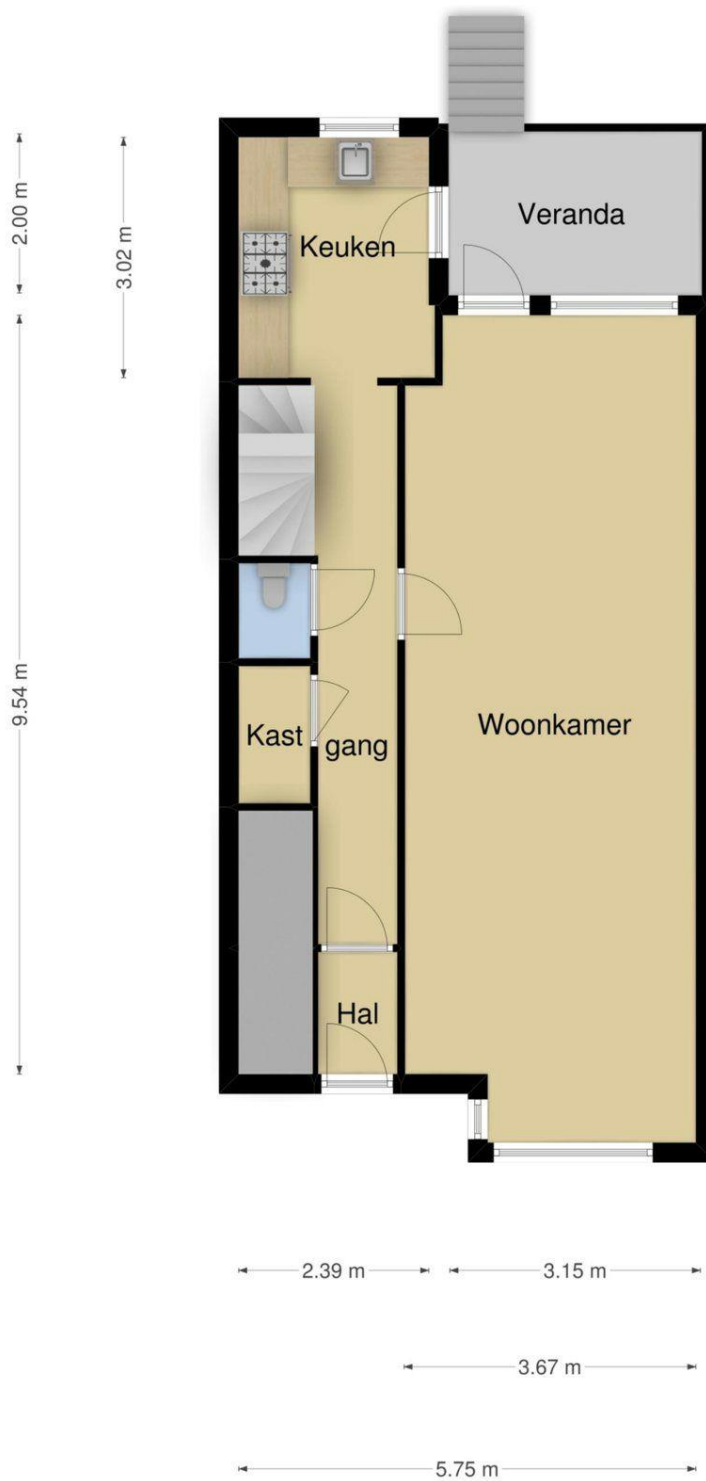 Veranda
2.00 m
3.02 m
Keuken
9.54 m
Woonkamer
Kast
gang
Hal
2.39 m
3.15 m
3.67 m
5.75 m